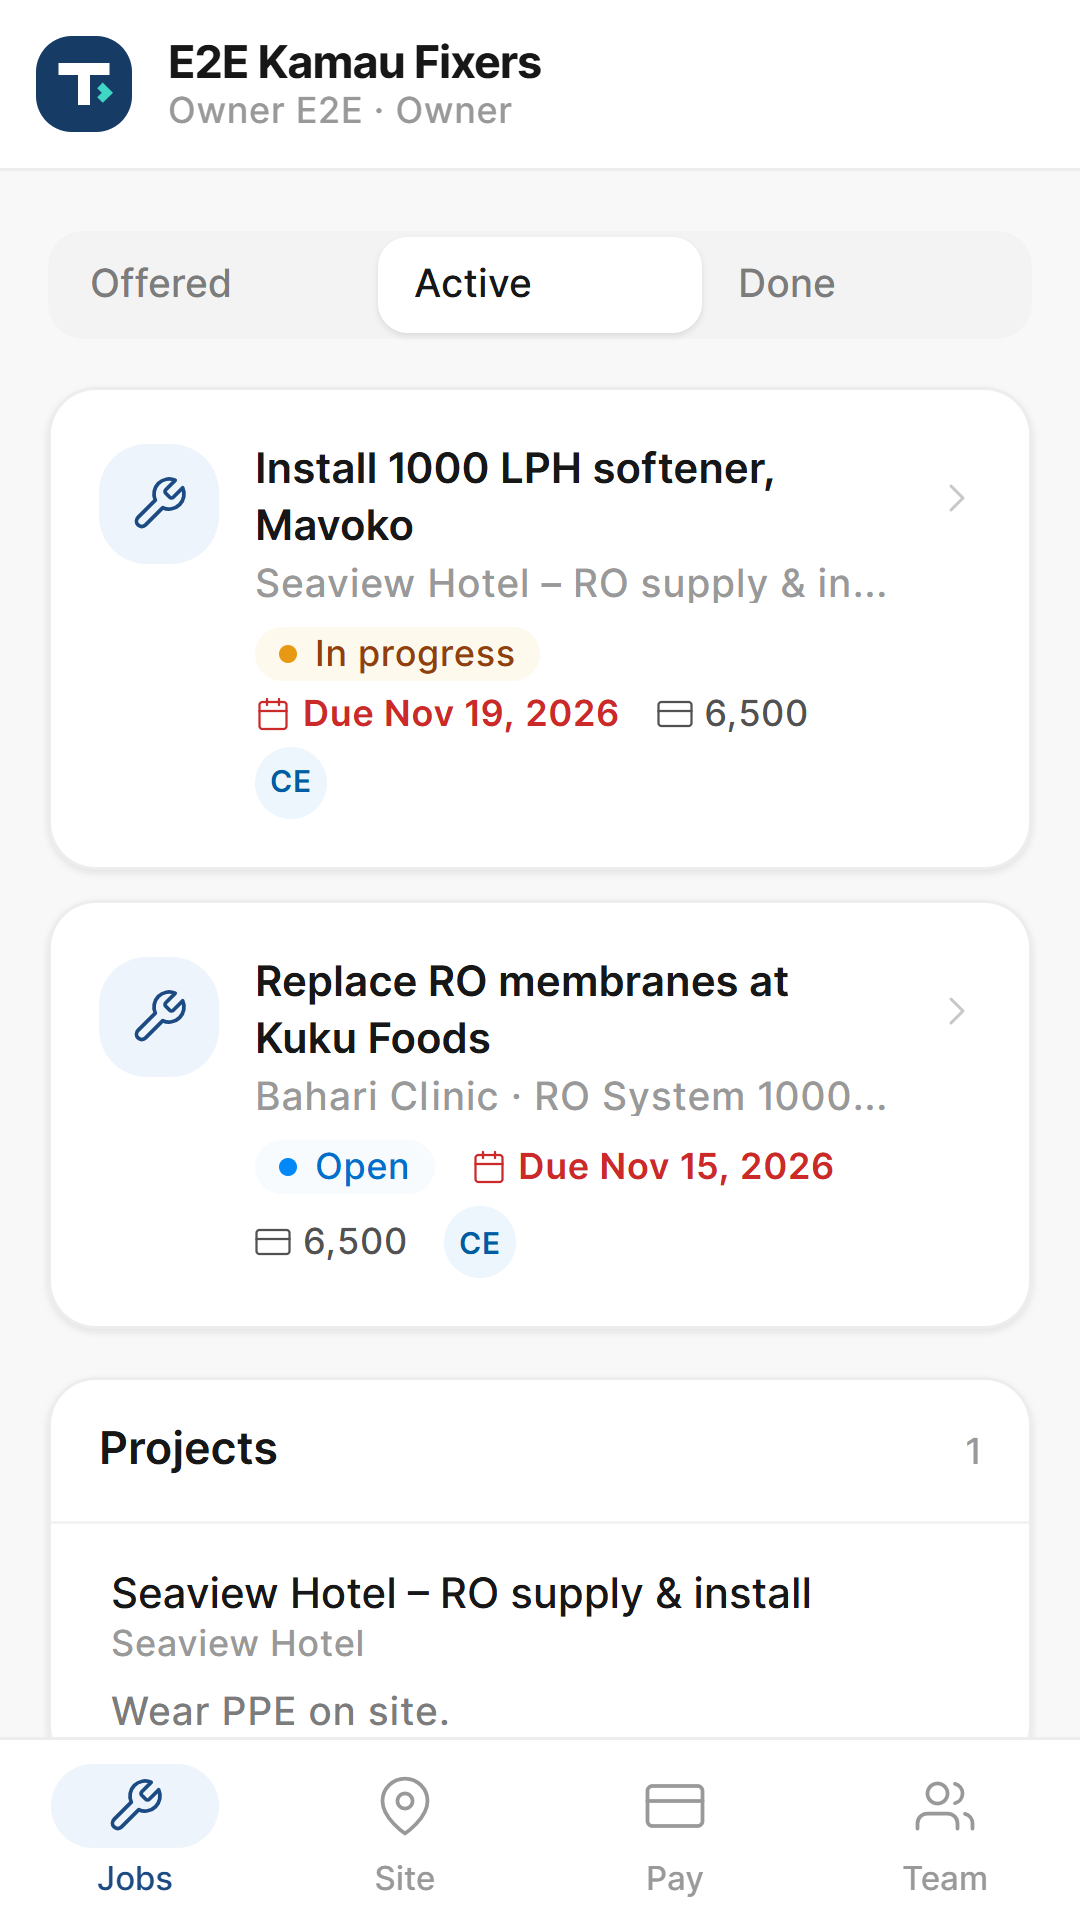 E2E Kamau Fixers
Owner E2E · Owner
Offered
Active
Done
Install 1000 LPH softener,
Mavoko
Seaview Hotel – RO supply & in...
In progress
Due Nov 19, 2026
6,500
CE
Replace RO membranes at
Kuku Foods
Bahari Clinic · RO System 1000...
Open
Due Nov 15, 2026
6,500
CE
Projects
1
Seaview Hotel – RO supply & install
Seaview Hotel
Wear PPE on site.
Jobs
Site
Pay
Team